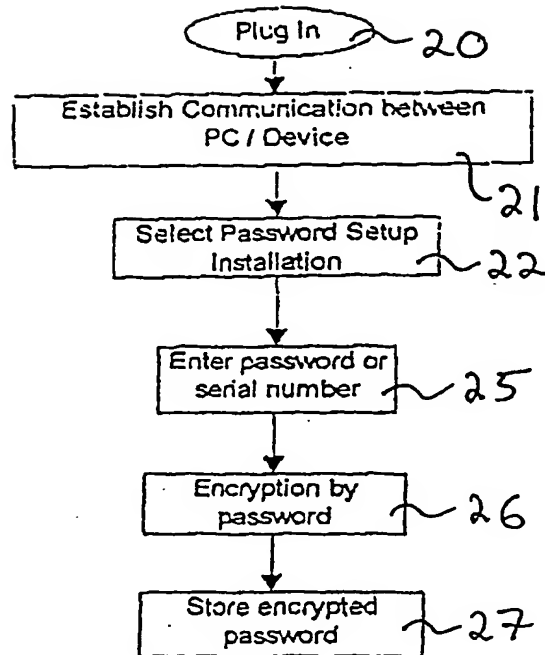 Plug In
20
Establish Communication between
PC / Device
21
Select Password Setup
Installation
22
Enter password or
serial number
25
Encryption by
password
26
Store encrypted
password
27